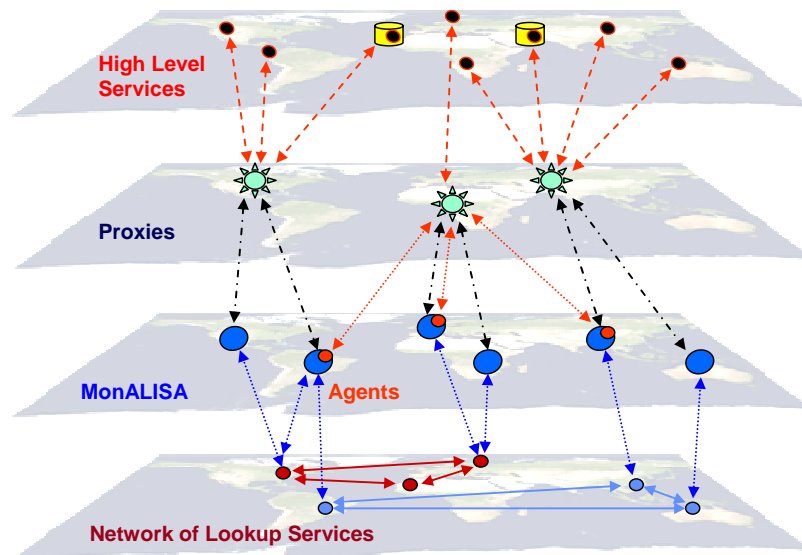 High Level
Services
Proxies
MonALISA
Agents
Network of Lookup Services